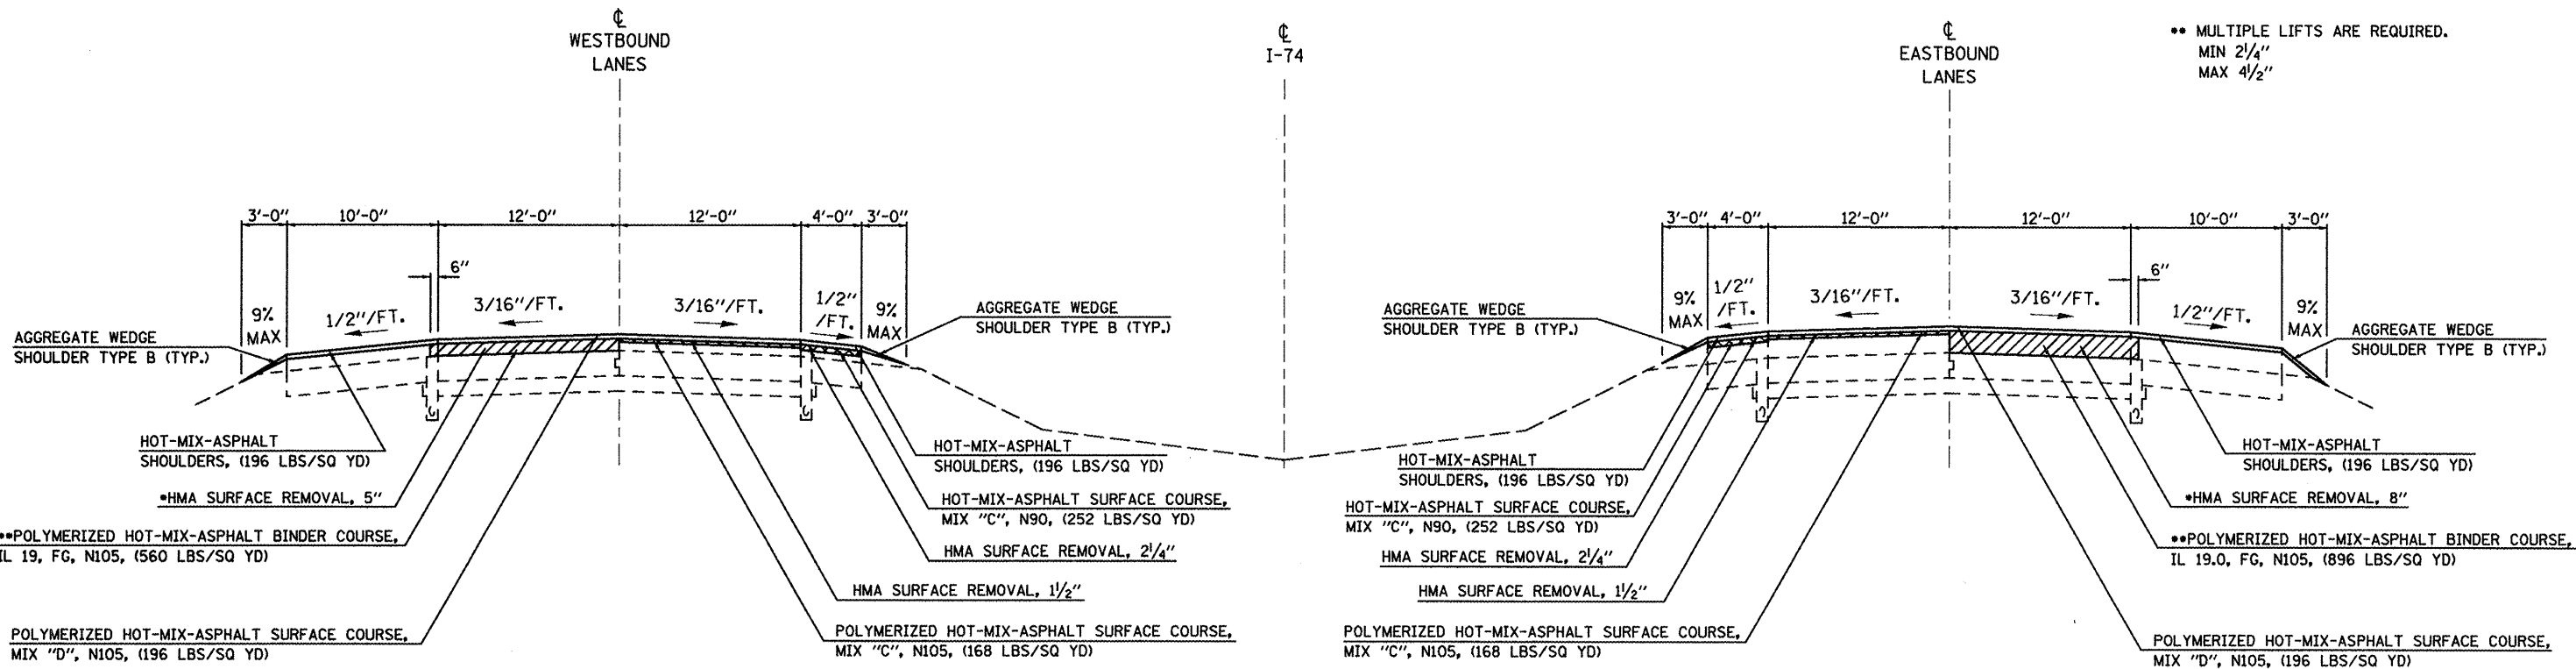 ℄
WESTBOUND
LANES
℄
I-74
℄
EASTBOUND
LANES
** MULTIPLE LIFTS ARE REQUIRED.
MIN 2 1/4"
MAX 4 1/2"
3'-0" 10'-0" 12'-0" 12'-0" 4'-0" 3'-0"
3'-0" 4'-0" 12'-0" 12'-0" 10'-0" 3'-0"
6"
6"
9%
MAX
1/2"/FT.
3/16"/FT.
3/16"/FT.
1/2"
/FT.
9%
MAX
9%
MAX
1/2"
/FT.
3/16"/FT.
3/16"/FT.
1/2"/FT.
9%
MAX
AGGREGATE WEDGE
SHOULDER TYPE B (TYP.)
AGGREGATE WEDGE
SHOULDER TYPE B (TYP.)
AGGREGATE WEDGE
SHOULDER TYPE B (TYP.)
AGGREGATE WEDGE
SHOULDER TYPE B (TYP.)
HOT-MIX-ASPHALT
SHOULDERS, (196 LBS/SQ YD)
*HMA SURFACE REMOVAL, 5"
**POLYMERIZED HOT-MIX-ASPHALT BINDER COURSE,
IL 19, FG, N105, (560 LBS/SQ YD)
POLYMERIZED HOT-MIX-ASPHALT SURFACE COURSE,
MIX "D", N105, (196 LBS/SQ YD)
HOT-MIX-ASPHALT
SHOULDERS, (196 LBS/SQ YD)
HOT-MIX-ASPHALT SURFACE COURSE,
MIX "C", N90, (252 LBS/SQ YD)
HMA SURFACE REMOVAL, 2 1/4"
HMA SURFACE REMOVAL, 1 1/2"
POLYMERIZED HOT-MIX-ASPHALT SURFACE COURSE,
MIX "C", N105, (168 LBS/SQ YD)
HOT-MIX-ASPHALT
SHOULDERS, (196 LBS/SQ YD)
HOT-MIX-ASPHALT SURFACE COURSE,
MIX "C", N90, (252 LBS/SQ YD)
HMA SURFACE REMOVAL, 2 1/4"
HMA SURFACE REMOVAL, 1 1/2"
POLYMERIZED HOT-MIX-ASPHALT SURFACE COURSE,
MIX "C", N105, (168 LBS/SQ YD)
HOT-MIX-ASPHALT
SHOULDERS, (196 LBS/SQ YD)
*HMA SURFACE REMOVAL, 8"
**POLYMERIZED HOT-MIX-ASPHALT BINDER COURSE,
IL 19.0, FG, N105, (896 LBS/SQ YD)
POLYMERIZED HOT-MIX-ASPHALT SURFACE COURSE,
MIX "D", N105, (196 LBS/SQ YD)